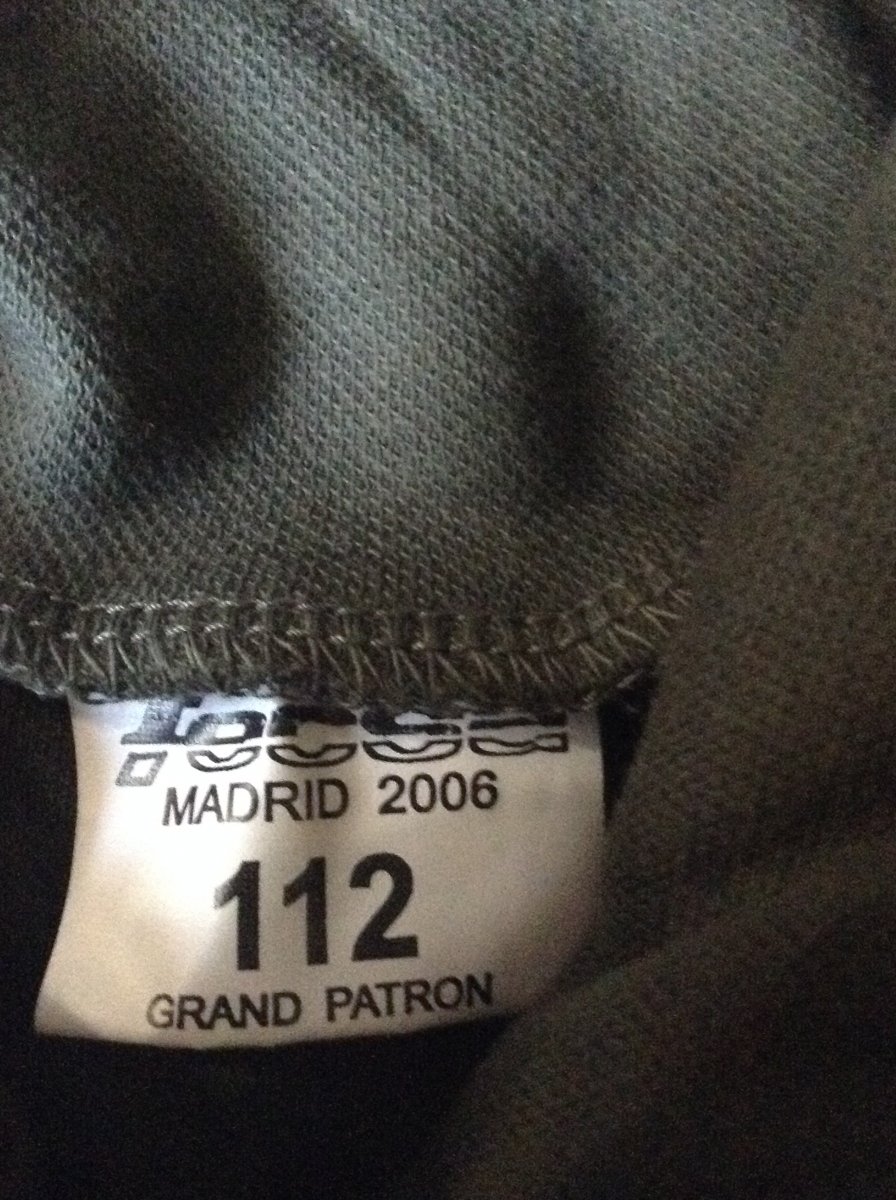 MADRID 2006
112
GRAND PATRON